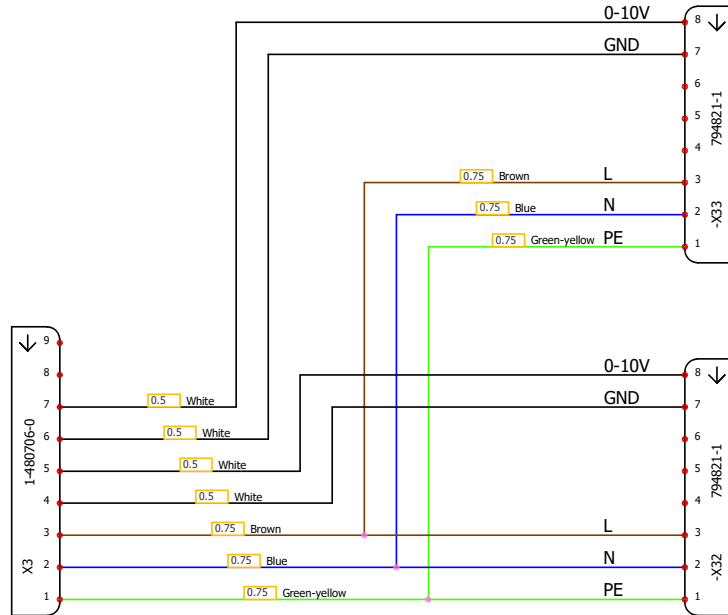 0-10V
8
GND
7
6
5
4
0.75 Brown L
3
0.75 Blue N
2
0.75 Green-yellow PE
1
794821-1
-X33
9
8
0.5 White
7
0.5 White
6
0.5 White
5
0.5 White
4
0.75 Brown
3
0.75 Blue
2
0.75 Green-yellow
1
1-480706-0
X3
0-10V
8
GND
7
6
5
4
L
3
N
2
PE
1
794821-1
-X32